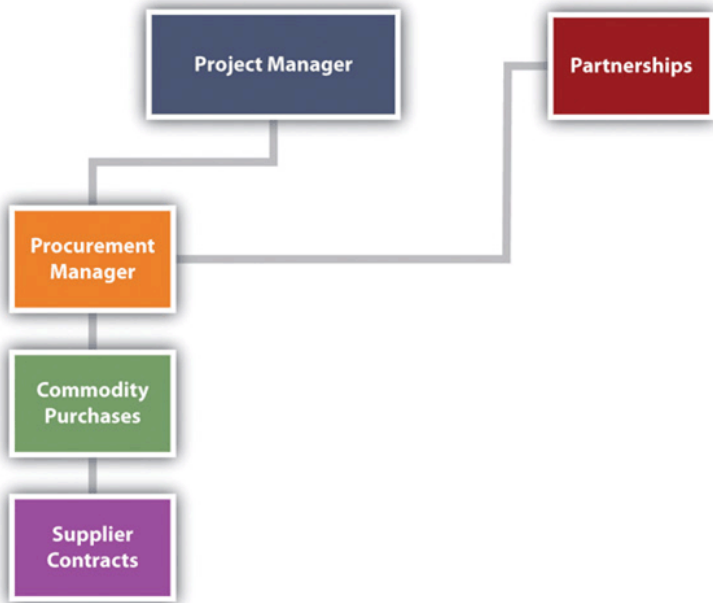 Project Manager
Partnerships
Procurement
Manager
Commodity
Purchases
Supplier
Contracts